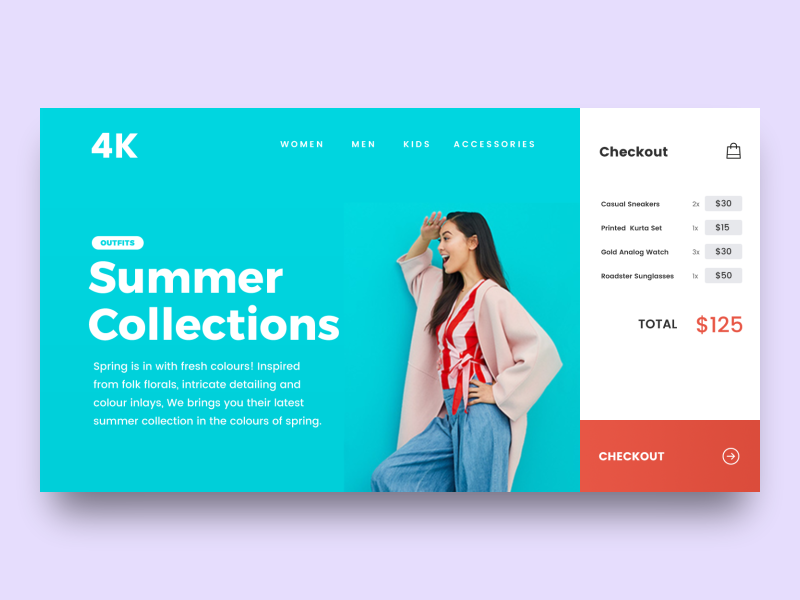 4K
WOMEN MEN KIDS ACCESSORIES
OUTFITS
Summer
Collections
Spring is in with fresh colours! Inspired
from folk florals, intricate detailing and
colour inlays, We brings you their latest
summer collection in the colours of spring.
Checkout
Casual Sneakers 2x $30
Printed Kurta Set 1x $15
Gold Analog Watch 3x $30
Roadster Sunglasses 1x $50
TOTAL $125
CHECKOUT